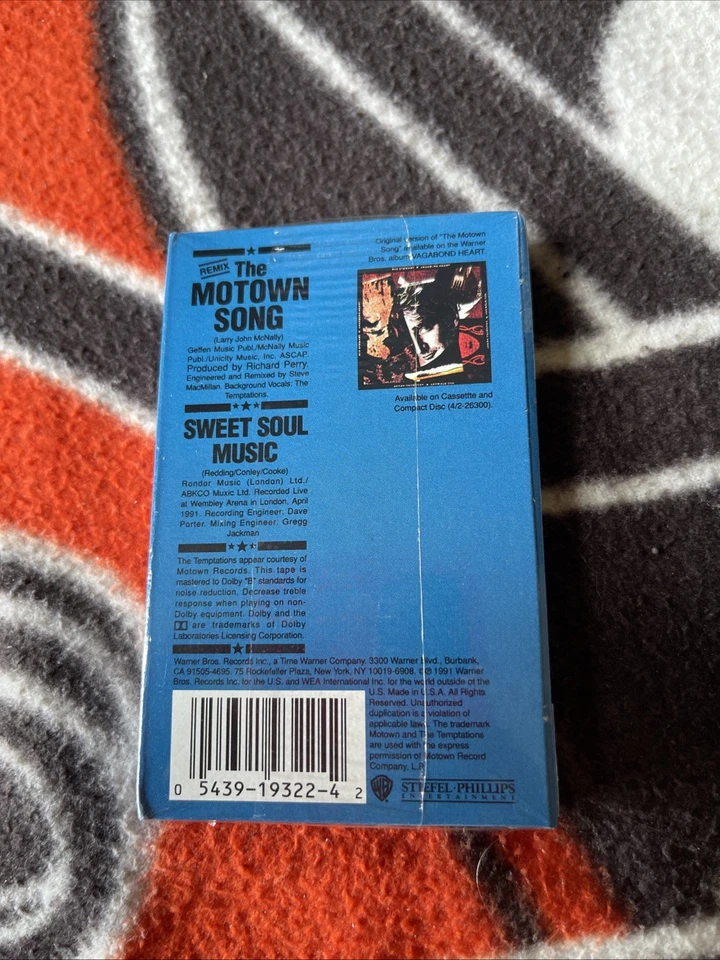 REMIX The
MOTOWN
SONG
(Larry John McNally)
Geffen Music Publ./McNally Music
Publ./Unicity Music, Inc. ASCAP.
Produced by Richard Perry.
Engineered and Remixed by Steve
MacMillan. Background Vocals: The
Temptations.
SWEET SOUL
MUSIC
(Redding/Conley/Cooke)
Rondor Music (London) Ltd./
ABKCO Muxic Ltd. Recorded Live
at Wembley Arena in London, April
1991. Recording Engineer: Dave
Porter. Mixing Engineer: Gregg
Jackman
The Temptations appear courtesy of
Motown Records. This tape is
mastered to Dolby "B" standards for
noise reduction. Decrease treble
response when playing on non-
Dolby equipment. Dolby and the
are trademarks of Dolby
Laboratories Licensing Corporation.
Original version of "The Motown
Song" available on the Warner
Bros. album VAGABOND HEART.
Available on Cassettte and
Compact Disc (4/2-26300).
Warner Bros. Records Inc., a Time Warner Company. 3300 Warner Blvd., Burbank,
CA 91505-4695. 75 Rockefeller Plaza, New York, NY 10019-6908. ©℗ 1991 Warner
Bros. Records Inc. for the U.S. and WEA International Inc. for the world outside of the
U.S. Made in U.S.A. All Rights
Reserved. Unauthorized
duplication is a violation of
applicable laws. The trademark
Motown and The Temptations
are used with the express
permission of Motown Record
Company, L.P.
0 5439-19322-4 2
WB STIEFEL·PHILLIPS
ENTERTAINMENT